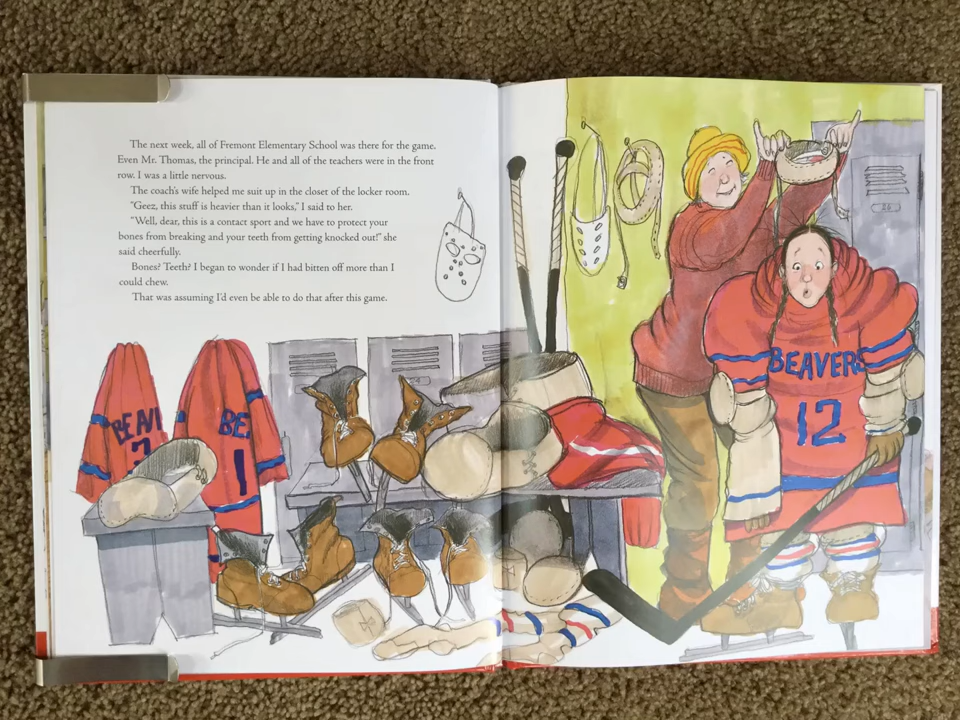 The next week, all of Fremont Elementary School was there for the game.
Even Mr. Thomas, the principal. He and all of the teachers were in the front
row. I was a little nervous.
The coach's wife helped me suit up in the closet of the locker room.
"Geez, this stuff is heavier than it looks," I said to her.
"Well, dear, this is a contact sport and we have to protect your
bones from breaking and your teeth from getting knocked out!" she
said cheerfully.
Bones? Teeth? I began to wonder if I had bitten off more than I
could chew.
That was assuming I'd even be able to do that after this game.
BEAV
BE
1
BEAVERS
12